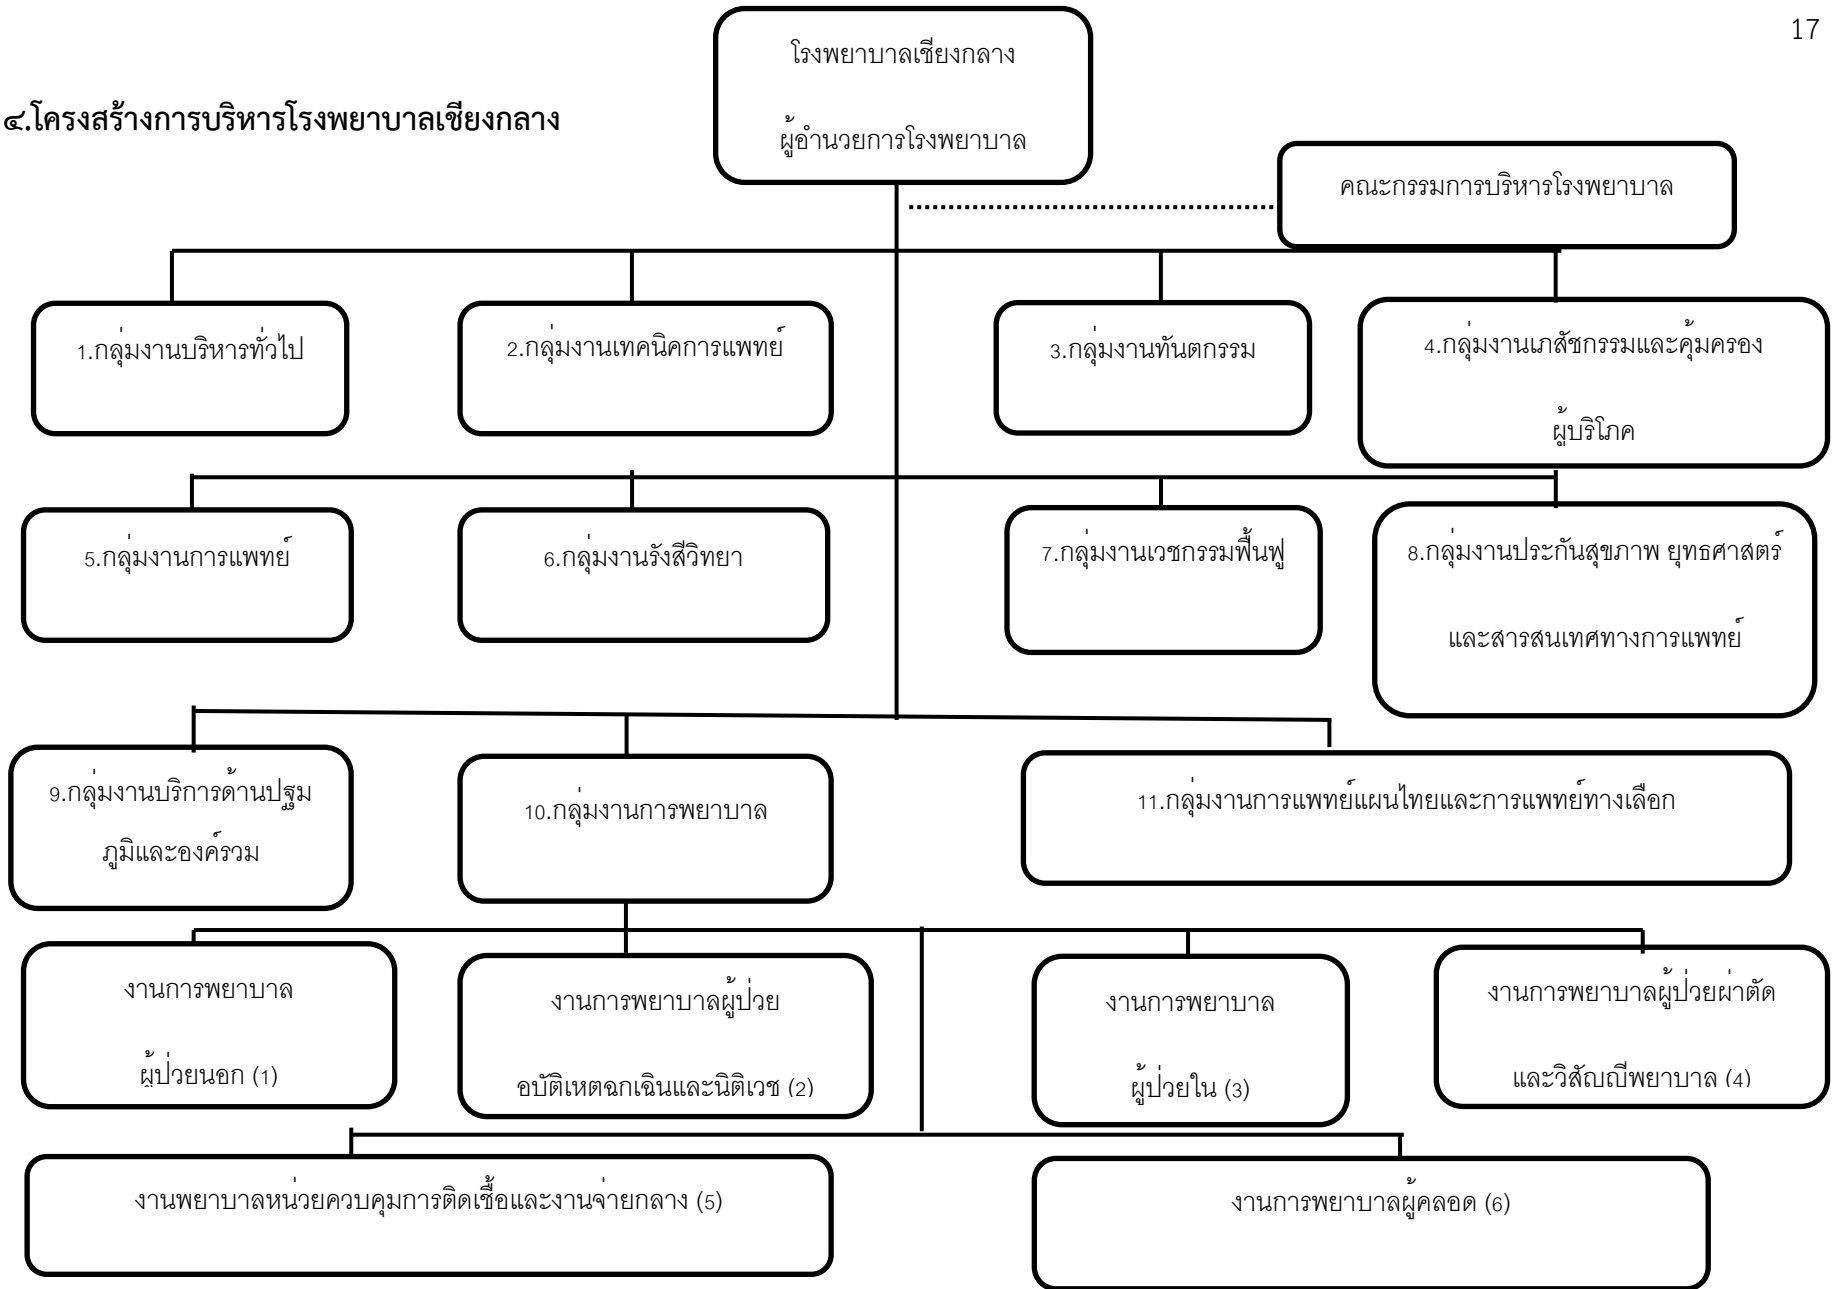 17
โรงพยาบาลเชียงกลาง
ผู้อำนวยการโรงพยาบาล
๔.โครงสร้างการบริหารโรงพยาบาลเชียงกลาง
คณะกรรมการบริหารโรงพยาบาล
1.กลุ่มงานบริหารทั่วไป
2.กลุ่มงานเทคนิคการแพทย์
3.กลุ่มงานทันตกรรม
4.กลุ่มงานเภสัชกรรมและคุ้มครอง
ผู้บริโภค
5.กลุ่มงานการแพทย์
6.กลุ่มงานรังสีวิทยา
7.กลุ่มงานเวชกรรมฟื้นฟู
8.กลุ่มงานประกันสุขภาพ ยุทธศาสตร์
และสารสนเทศทางการแพทย์
9.กลุ่มงานบริการด้านปฐม
ภูมิและองค์รวม
10.กลุ่มงานการพยาบาล
11.กลุ่มงานการแพทย์แผนไทยและการแพทย์ทางเลือก
งานการพยาบาล
ผู้ป่วยนอก (1)
งานการพยาบาลผู้ป่วย
อุบัติเหตุฉุกเฉินและนิติเวช (2)
งานการพยาบาล
ผู้ป่วยใน (3)
งานการพยาบาลผู้ป่วยผ่าตัด
และวิสัญญีพยาบาล (4)
งานพยาบาลหน่วยควบคุมการติดเชื้อและงานจ่ายกลาง (5)
งานการพยาบาลผู้คลอด (6)